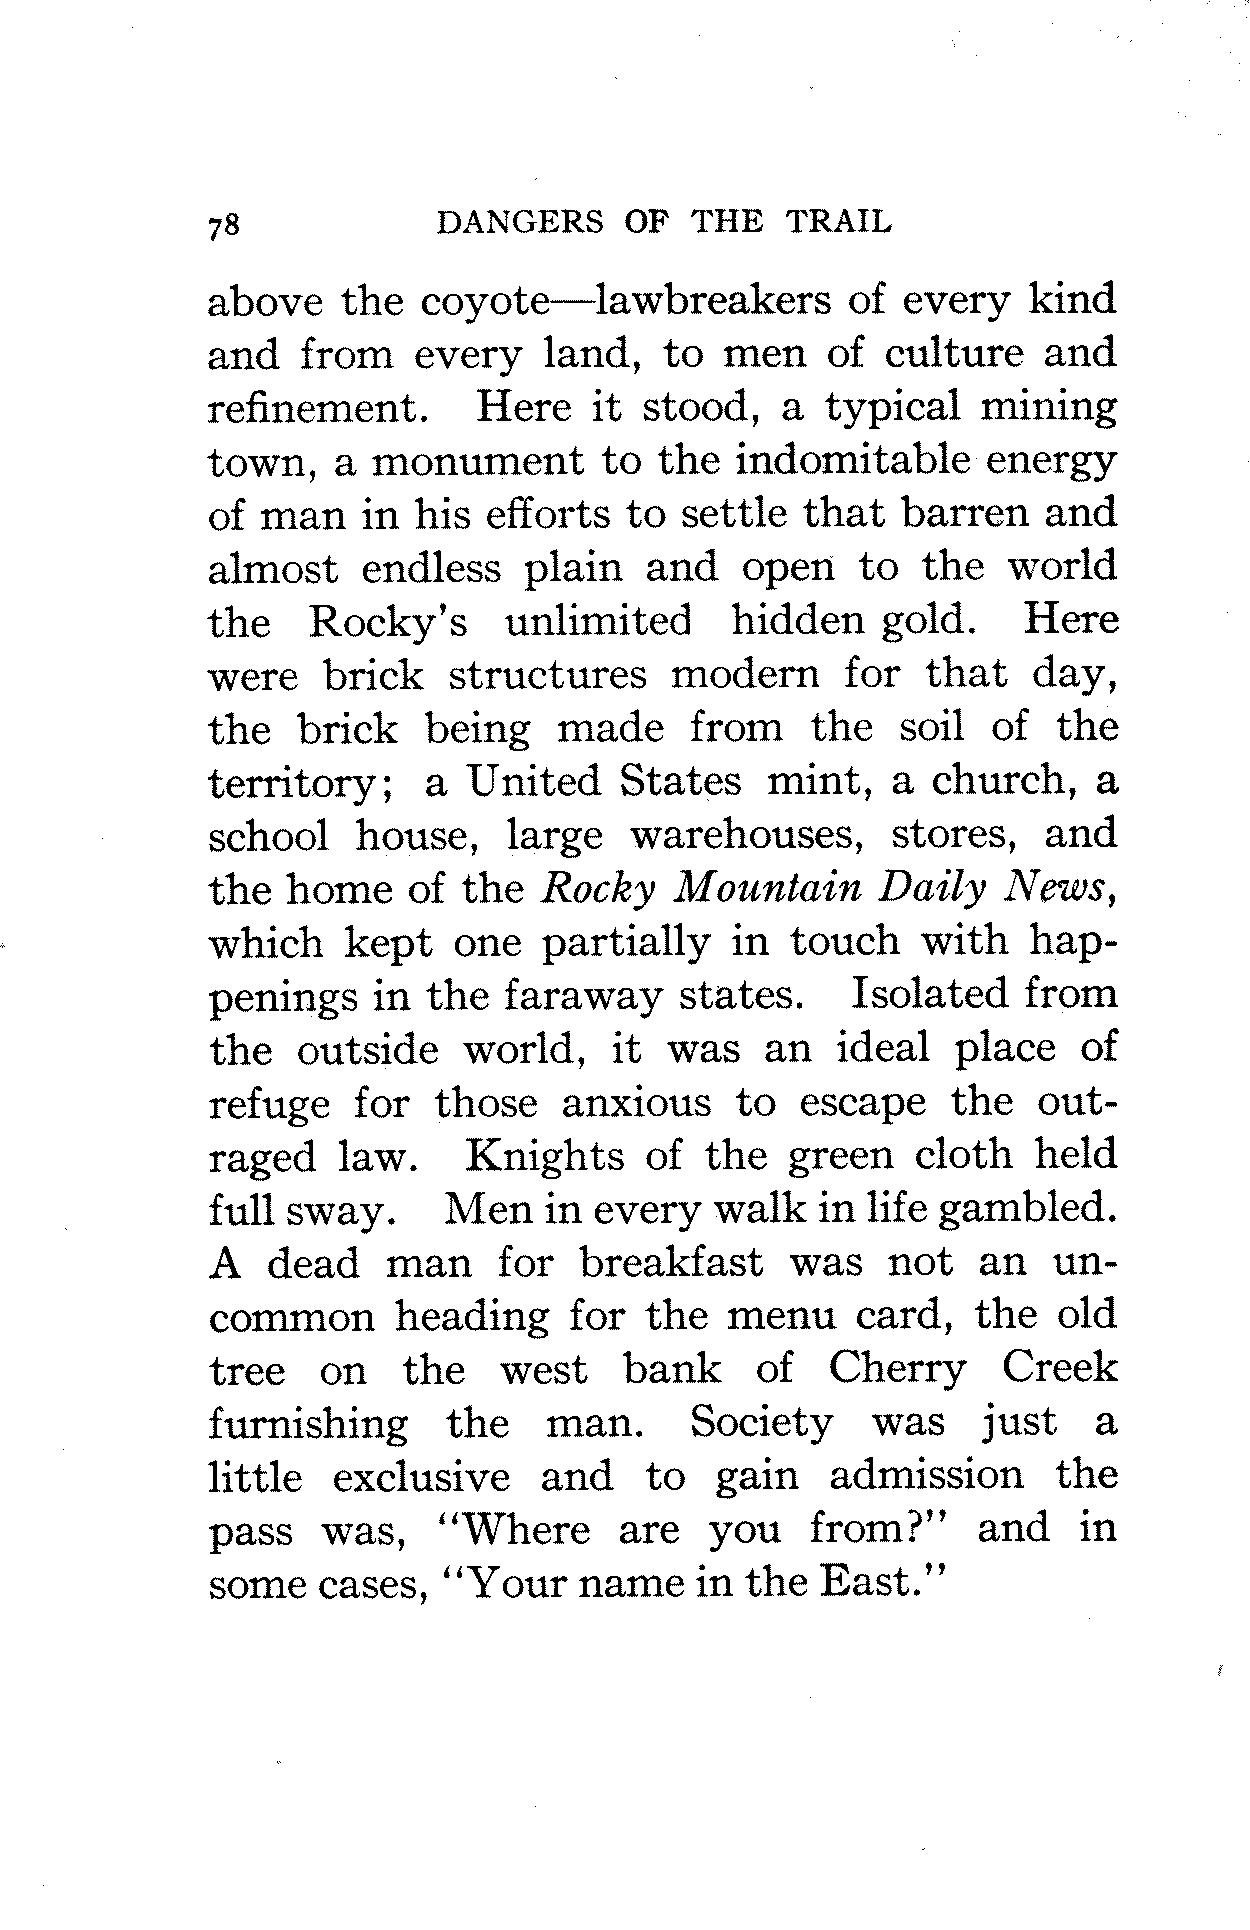 78 DANGERS OF THE TRAIL
above the coyote—lawbreakers of every kind
and from every land, to men of culture and
refinement. Here it stood, a typical mining
town, a monument to the indomitable energy
of man in his efforts to settle that barren and
almost endless plain and open to the world
the Rocky's unlimited hidden gold. Here
were brick structures modern for that day,
the brick being made from the soil of the
territory; a United States mint, a church, a
school house, large warehouses, stores, and
the home of the Rocky Mountain Daily News,
which kept one partially in touch with hap-
penings in the faraway states. Isolated from
the outside world, it was an ideal place of
refuge for those anxious to escape the out-
raged law. Knights of the green cloth held
full sway. Men in every walk in life gambled.
A dead man for breakfast was not an un-
common heading for the menu card, the old
tree on the west bank of Cherry Creek
furnishing the man. Society was just a
little exclusive and to gain admission the
pass was, "Where are you from?" and in
some cases, "Your name in the East."